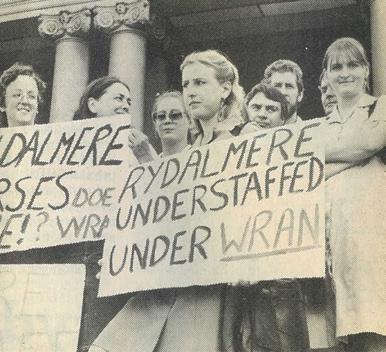 DALMERE
RSES DOE
E!? WRA
RYDALMERE
UNDERSTAFFED
UNDER WRAN